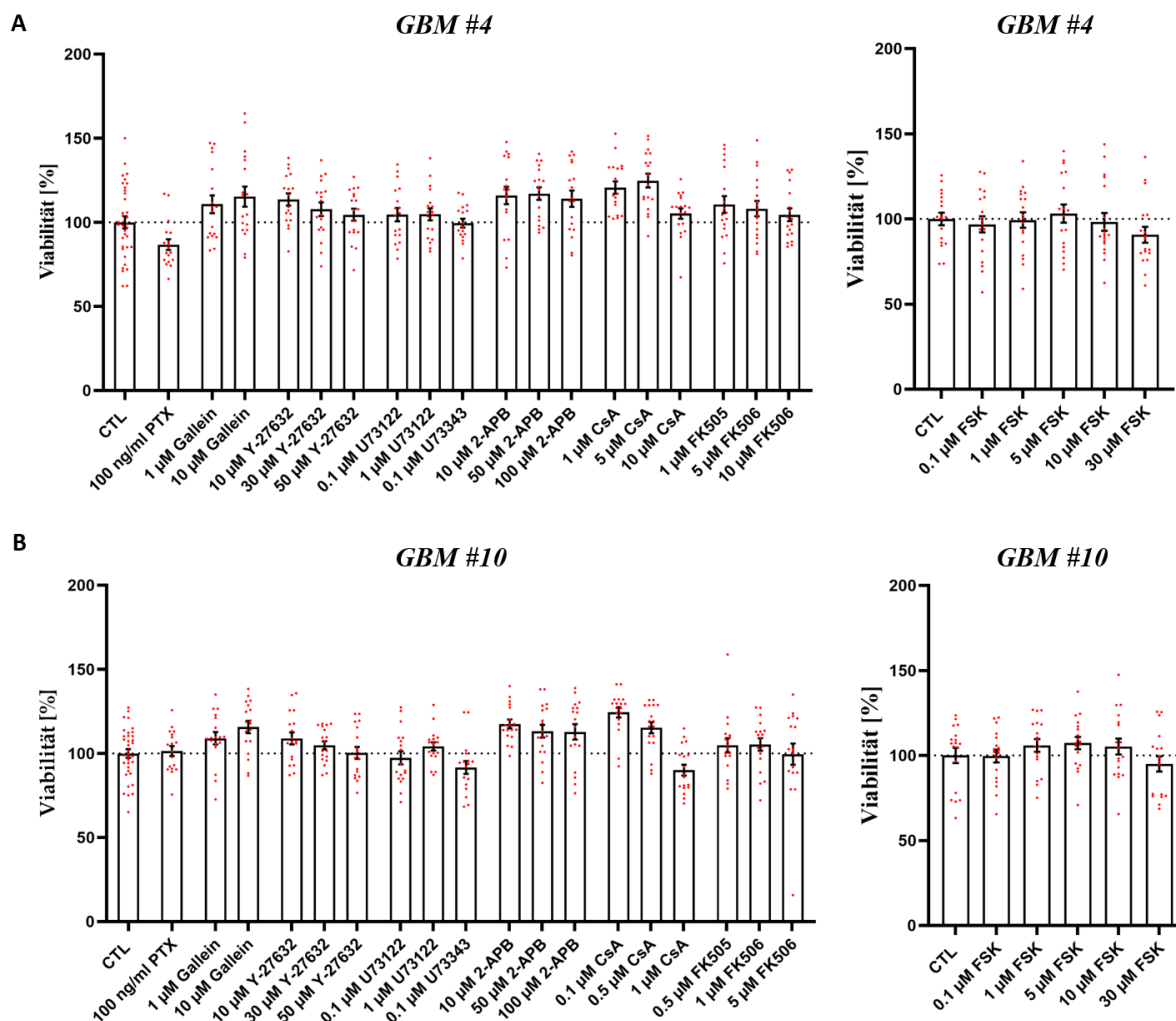 A
GBM #4
Viabilität [%]
200
150
100
50
0
CTL
100 ng/ml PTX
1 µM Gallein
10 µM Gallein
10 µM Y-27632
30 µM Y-27632
50 µM Y-27632
0.1 µM U73122
1 µM U73122
0.1 µM U73343
10 µM 2-APB
50 µM 2-APB
100 µM 2-APB
1 µM CsA
5 µM CsA
10 µM CsA
1 µM FK505
5 µM FK506
10 µM FK506
GBM #4
Viabilität [%]
200
150
100
50
0
CTL
0.1 µM FSK
1 µM FSK
5 µM FSK
10 µM FSK
30 µM FSK
B
GBM #10
Viabilität [%]
200
150
100
50
0
CTL
100 ng/ml PTX
1 µM Gallein
10 µM Gallein
10 µM Y-27632
30 µM Y-27632
50 µM Y-27632
0.1 µM U73122
1 µM U73122
0.1 µM U73343
10 µM 2-APB
50 µM 2-APB
100 µM 2-APB
0.1 µM CsA
0.5 µM CsA
1 µM CsA
0.5 µM FK505
1 µM FK506
5 µM FK506
GBM #10
Viabilität [%]
200
150
100
50
0
CTL
0.1 µM FSK
1 µM FSK
5 µM FSK
10 µM FSK
30 µM FSK